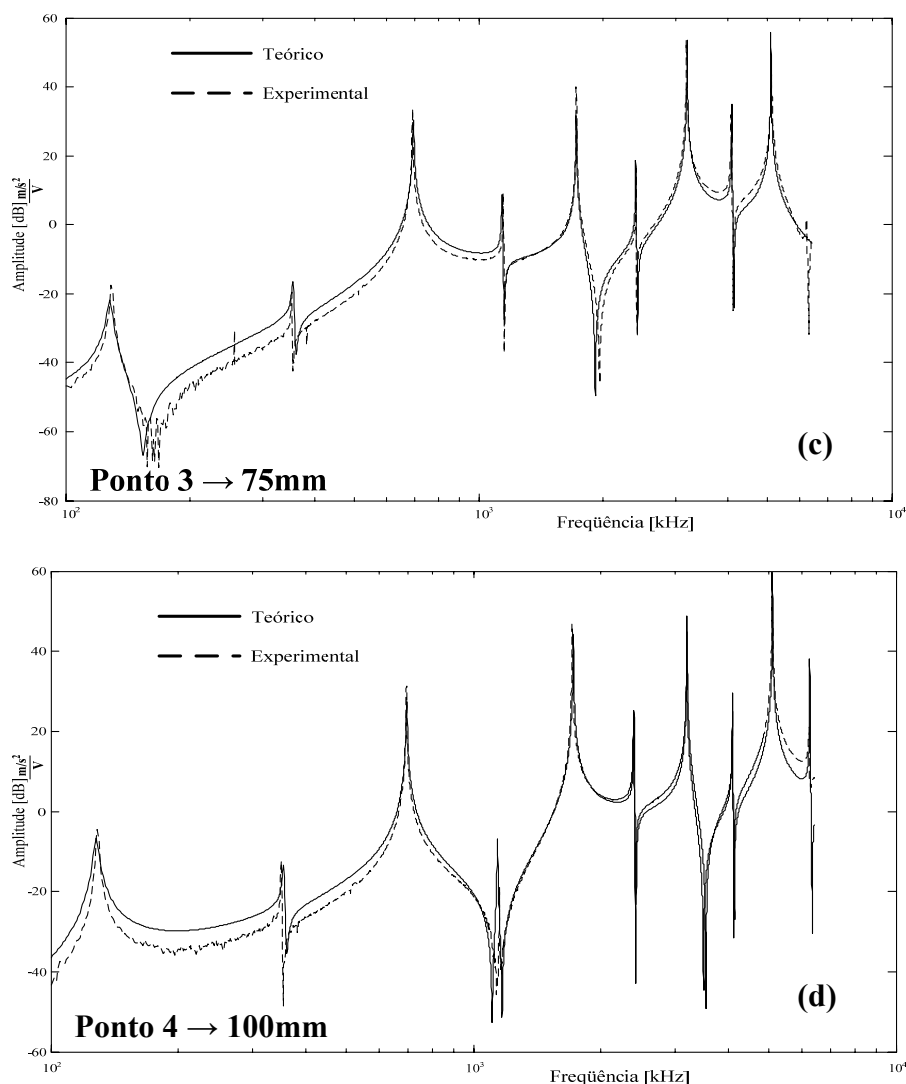 60
40
20
0
-20
-40
-60
-80
Amplitude [dB] m/s² / V
Teórico
Experimental
(c)
Ponto 3 → 75mm
10² 10³ 10⁴
Freqüência [kHz]
60
40
20
0
-20
-40
-60
Amplitude [dB] m/s² / V
Teórico
Experimental
(d)
Ponto 4 → 100mm
10² 10³ 10⁴
Freqüência [kHz]